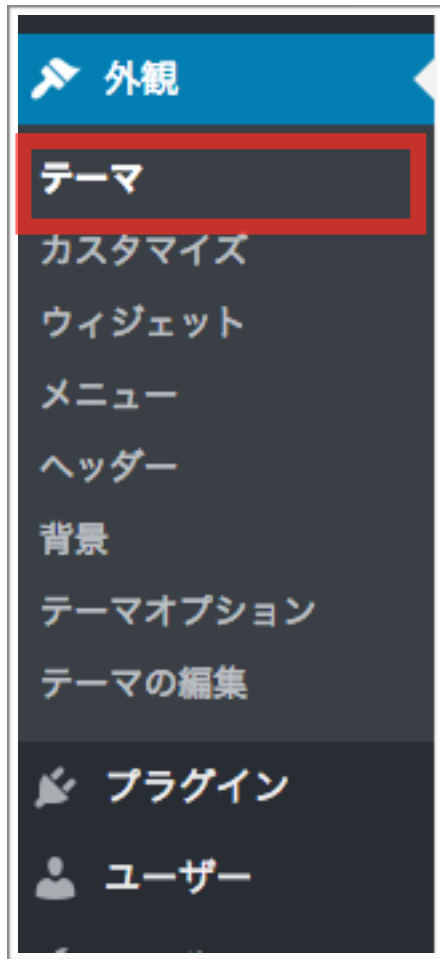 外観
テーマ
カスタマイズ
ウィジェット
メニュー
ヘッダー
背景
テーマオプション
テーマの編集
プラグイン
ユーザー